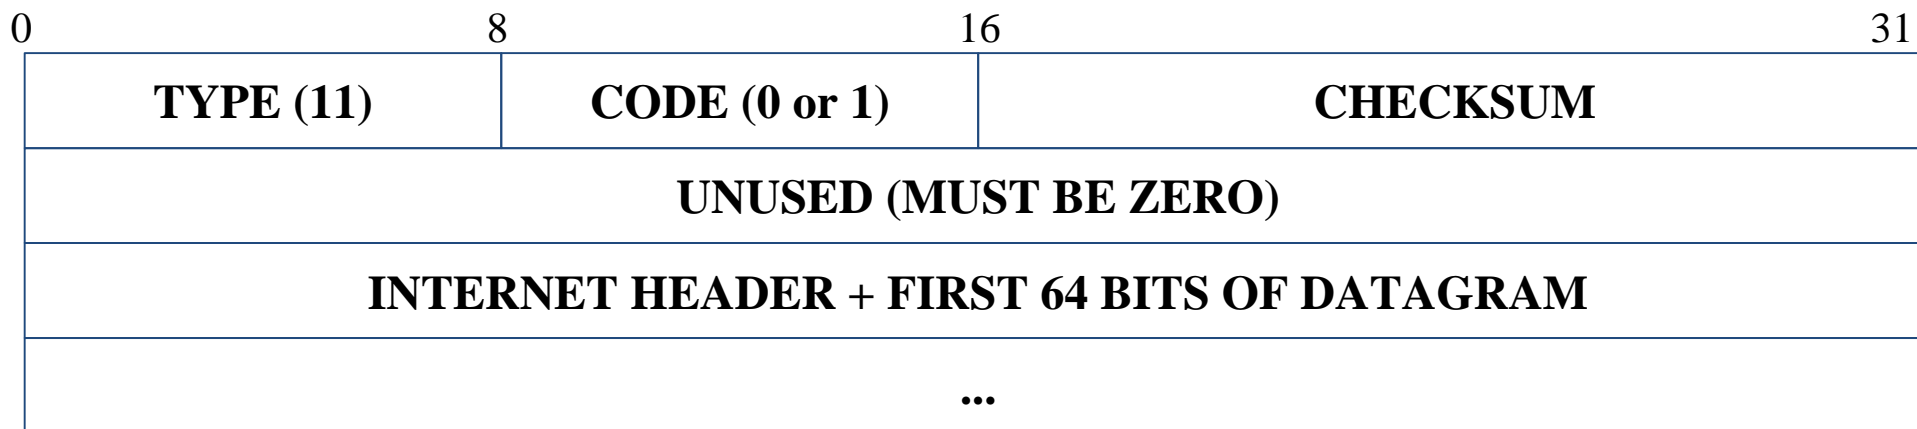 0 8 16 31
TYPE (11) CODE (0 or 1) CHECKSUM
UNUSED (MUST BE ZERO)
INTERNET HEADER + FIRST 64 BITS OF DATAGRAM
...